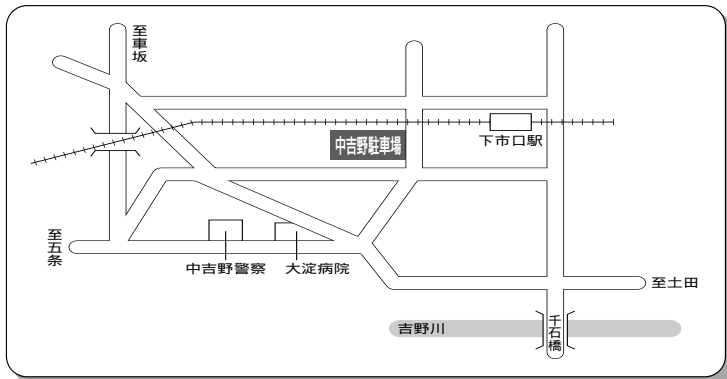 至車坂
中吉野駐車場
下市口駅
至五条
中吉野警察
大淀病院
至土田
吉野川
千石橋